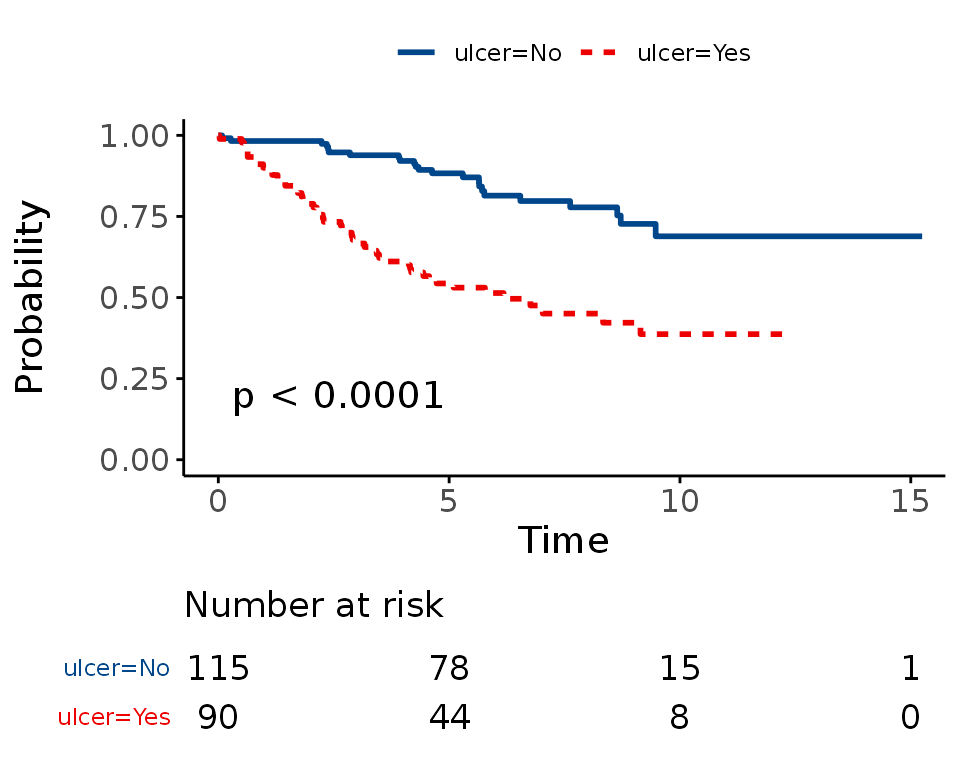 ulcer=No ulcer=Yes
1.00
0.75
0.50
0.25
0.00
Probability
p < 0.0001
0 5 10 15
Time
Number at risk
ulcer=No 115 78 15 1
ulcer=Yes 90 44 8 0